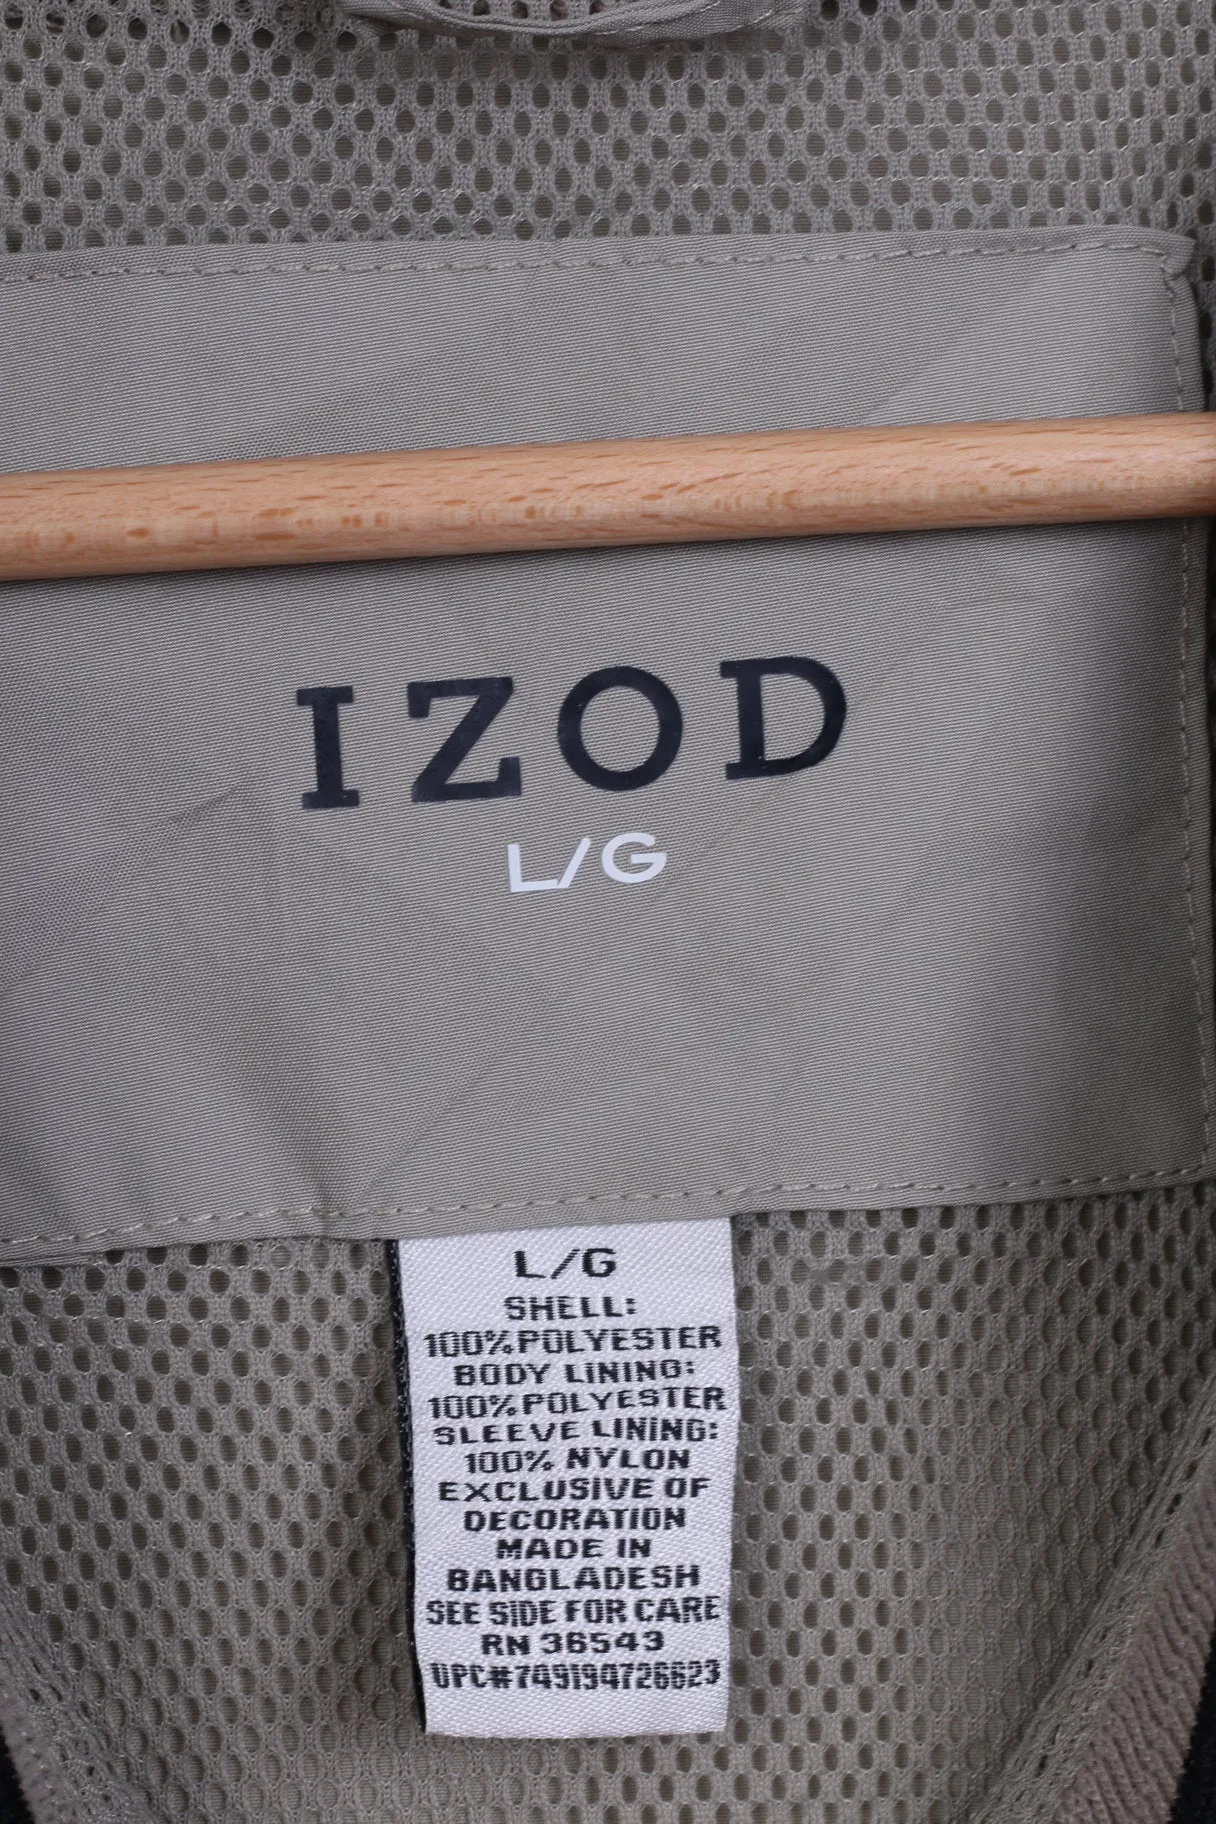 IZOD
L/G
L/G
SHELL:
100% POLYESTER
BODY LINING:
100% POLYESTER
SLEEVE LINING:
100% NYLON
EXCLUSIVE OF
DECORATION
MADE IN
BANGLADESH
SEE SIDE FOR CARE
RN 36543
UPC#749194726623